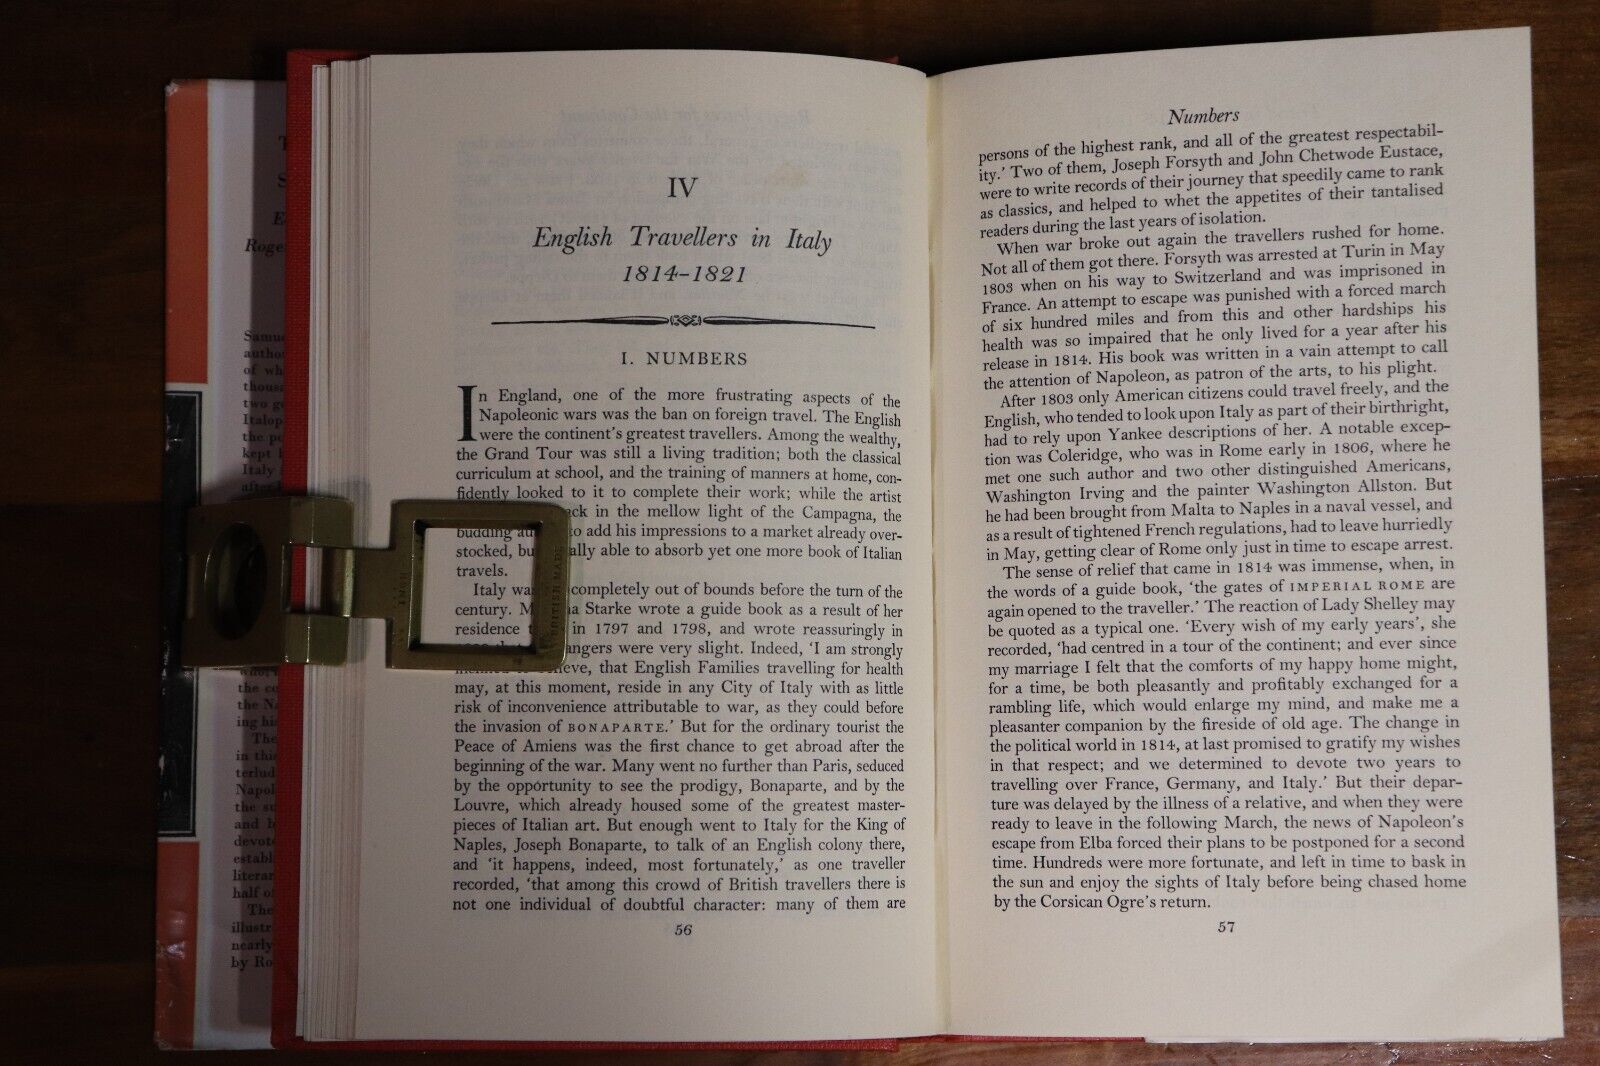 IV
English Travellers in Italy
1814–1821
I. NUMBERS
In England, one of the more frustrating aspects of the
Napoleonic wars was the ban on foreign travel. The English
were the continent's greatest travellers. Among the wealthy,
the Grand Tour was still a living tradition; both the classical
curriculum at school, and the training of manners at home, con-
fidently looked to it to complete their work; while the artist
in the mellow light of the Campagna, the
budding to add his impressions to a market already over-
stocked, able to absorb yet one more book of Italian
travels.
Italy completely out of bounds before the turn of the
century. Starke wrote a guide book as a result of her
residence in 1797 and 1798, and wrote reassuringly in
were very slight. Indeed, 'I am strongly
that English Families travelling for health
may, at this moment, reside in any City of Italy with as little
risk of inconvenience attributable to war, as they could before
the invasion of BONAPARTE.' But for the ordinary tourist the
Peace of Amiens was the first chance to get abroad after the
beginning of the war. Many went no further than Paris, seduced
by the opportunity to see the prodigy, Bonaparte, and by the
Louvre, which already housed some of the greatest master-
pieces of Italian art. But enough went to Italy for the King of
Naples, Joseph Bonaparte, to talk of an English colony there,
and 'it happens, indeed, most fortunately,' as one traveller
recorded, 'that among this crowd of British travellers there is
not one individual of doubtful character: many of them are
56
Numbers
persons of the highest rank, and all of the greatest respectabil-
ity.' Two of them, Joseph Forsyth and John Chetwode Eustace,
were to write records of their journey that speedily came to rank
as classics, and helped to whet the appetites of their tantalised
readers during the last years of isolation.
When war broke out again the travellers rushed for home.
Not all of them got there. Forsyth was arrested at Turin in May
1803 when on his way to Switzerland and was imprisoned in
France. An attempt to escape was punished with a forced march
of six hundred miles and from this and other hardships his
health was so impaired that he only lived for a year after his
release in 1814. His book was written in a vain attempt to call
the attention of Napoleon, as patron of the arts, to his plight.
After 1803 only American citizens could travel freely, and the
English, who tended to look upon Italy as part of their birthright,
had to rely upon Yankee descriptions of her. A notable excep-
tion was Coleridge, who was in Rome early in 1806, where he
met one such author and two other distinguished Americans,
Washington Irving and the painter Washington Allston. But
he had been brought from Malta to Naples in a naval vessel, and
as a result of tightened French regulations, had to leave hurriedly
in May, getting clear of Rome only just in time to escape arrest.
The sense of relief that came in 1814 was immense, when, in
the words of a guide book, 'the gates of IMPERIAL ROME are
again opened to the traveller.' The reaction of Lady Shelley may
be quoted as a typical one. 'Every wish of my early years', she
recorded, 'had centred in a tour of the continent; and ever since
my marriage I felt that the comforts of my happy home might,
for a time, be both pleasantly and profitably exchanged for a
rambling life, which would enlarge my mind, and make me a
pleasanter companion by the fireside of old age. The change in
the political world in 1814, at last promised to gratify my wishes
in that respect; and we determined to devote two years to
travelling over France, Germany, and Italy.' But their depar-
ture was delayed by the illness of a relative, and when they were
ready to leave in the following March, the news of Napoleon's
escape from Elba forced their plans to be postponed for a second
time. Hundreds were more fortunate, and left in time to bask in
the sun and enjoy the sights of Italy before being chased home
by the Corsican Ogre's return.
57